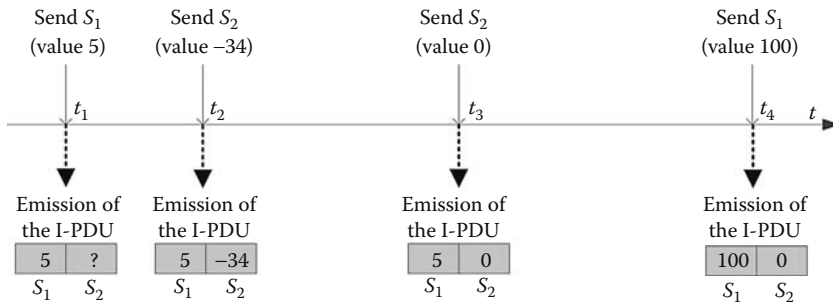 Send S1 Send S2 Send S2 Send S1
(value 5) (value –34) (value 0) (value 100)
t1 t2 t3 t4 t
Emission of Emission of Emission of Emission of
the I-PDU the I-PDU the I-PDU the I-PDU
5 ? 5 –34 5 0 100 0
S1 S2 S1 S2 S1 S2 S1 S2